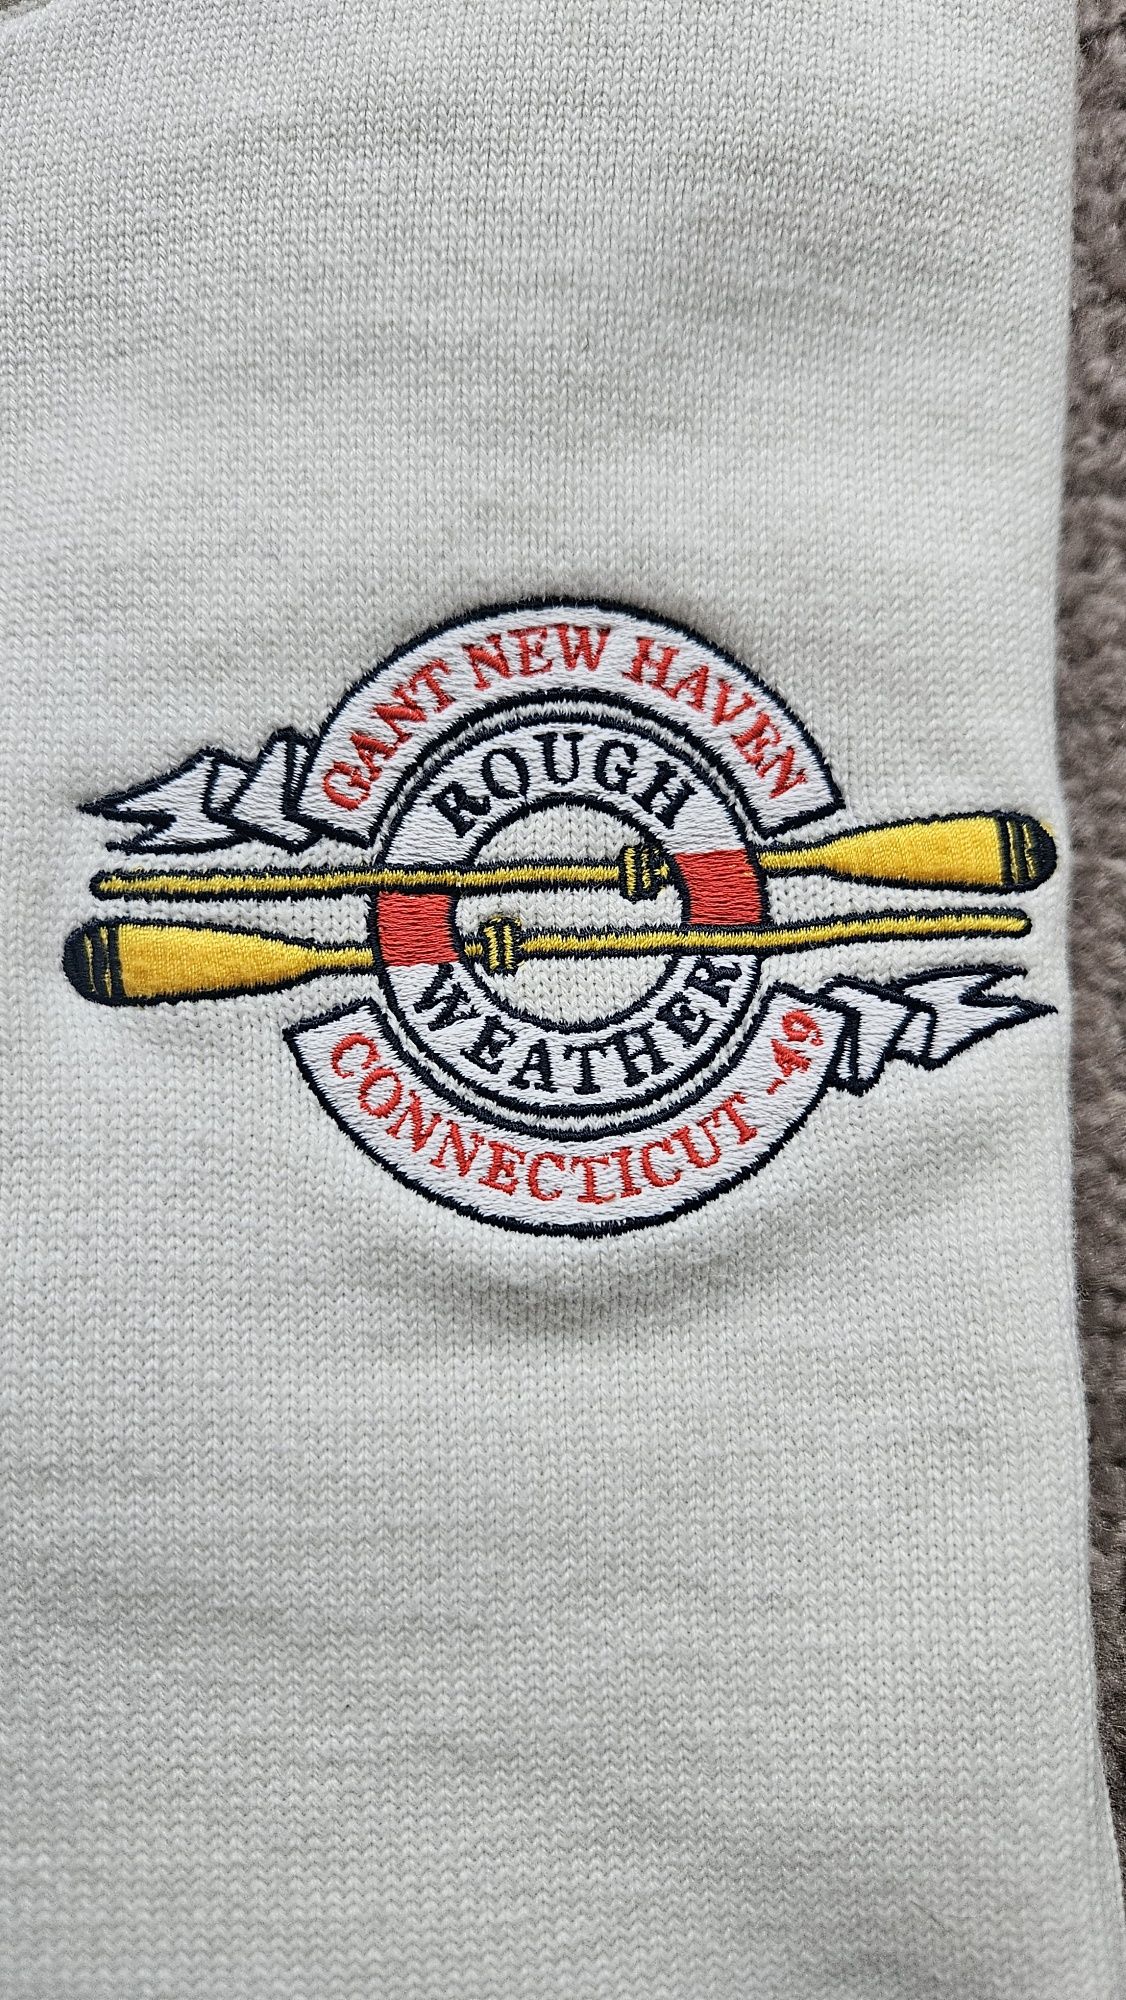 GANT NEW HAVEN
ROUGH
WEATHER
CONNECTICUT -49